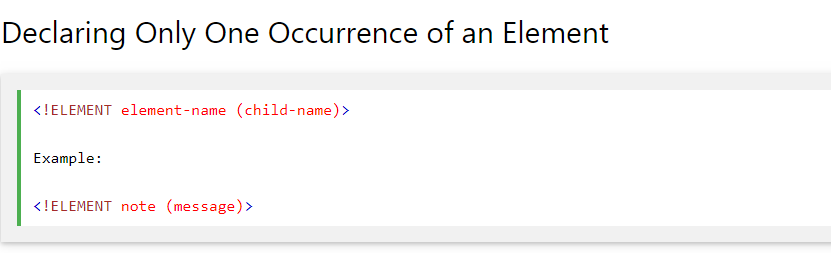 Declaring Only One Occurrence of an Element
<!ELEMENT element-name (child-name)>
Example:
<!ELEMENT note (message)>